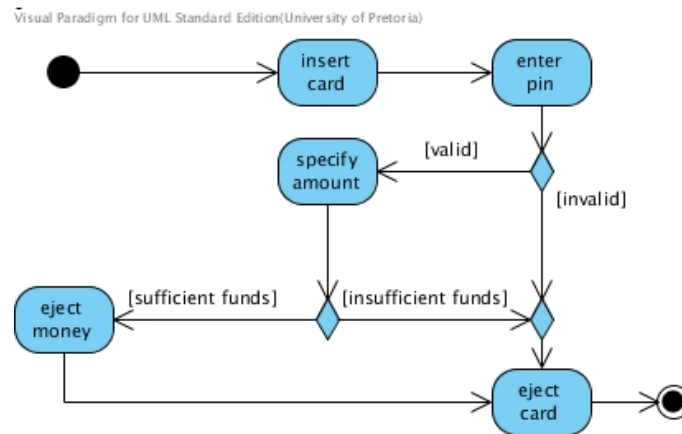 Visual Paradigm for UML Standard Edition(University of Pretoria)
insert
card
enter
pin
specify
amount
[valid]
[invalid]
eject
money
[sufficient funds]
[insufficient funds]
eject
card